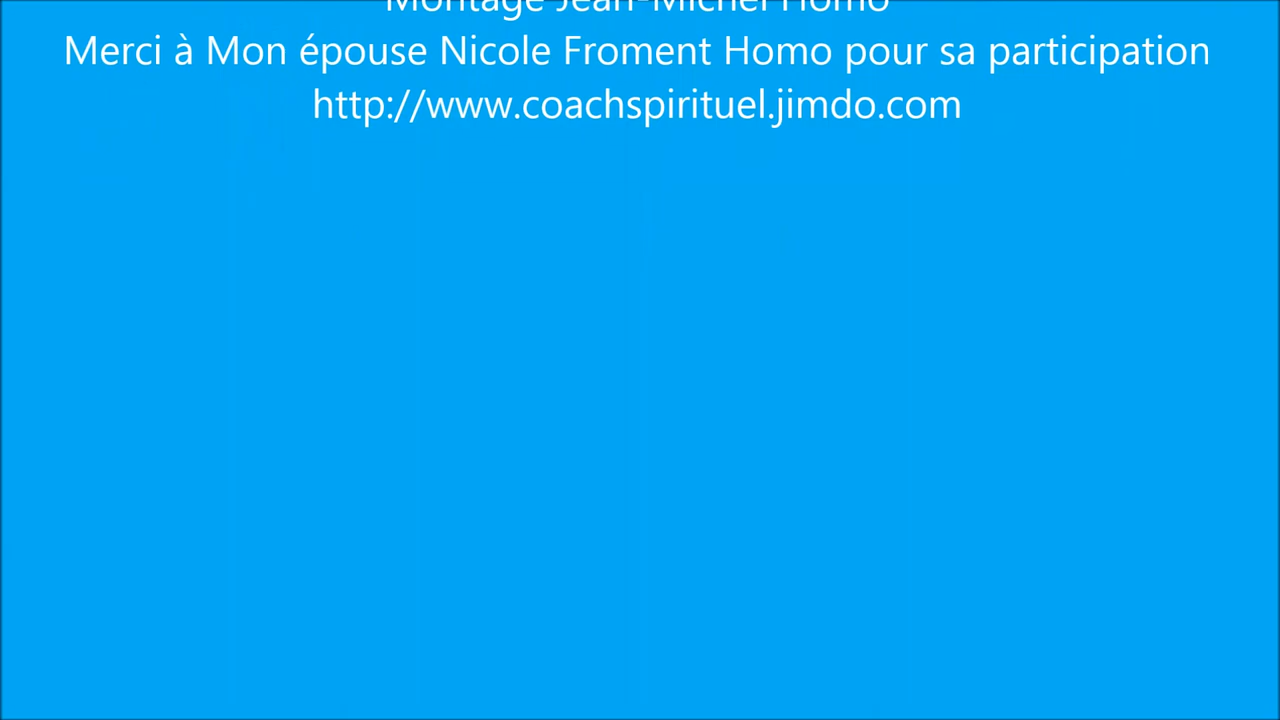 Montage Jean-Michel Homo
Merci à Mon épouse Nicole Froment Homo pour sa participation
http://www.coachspirituel.jimdo.com